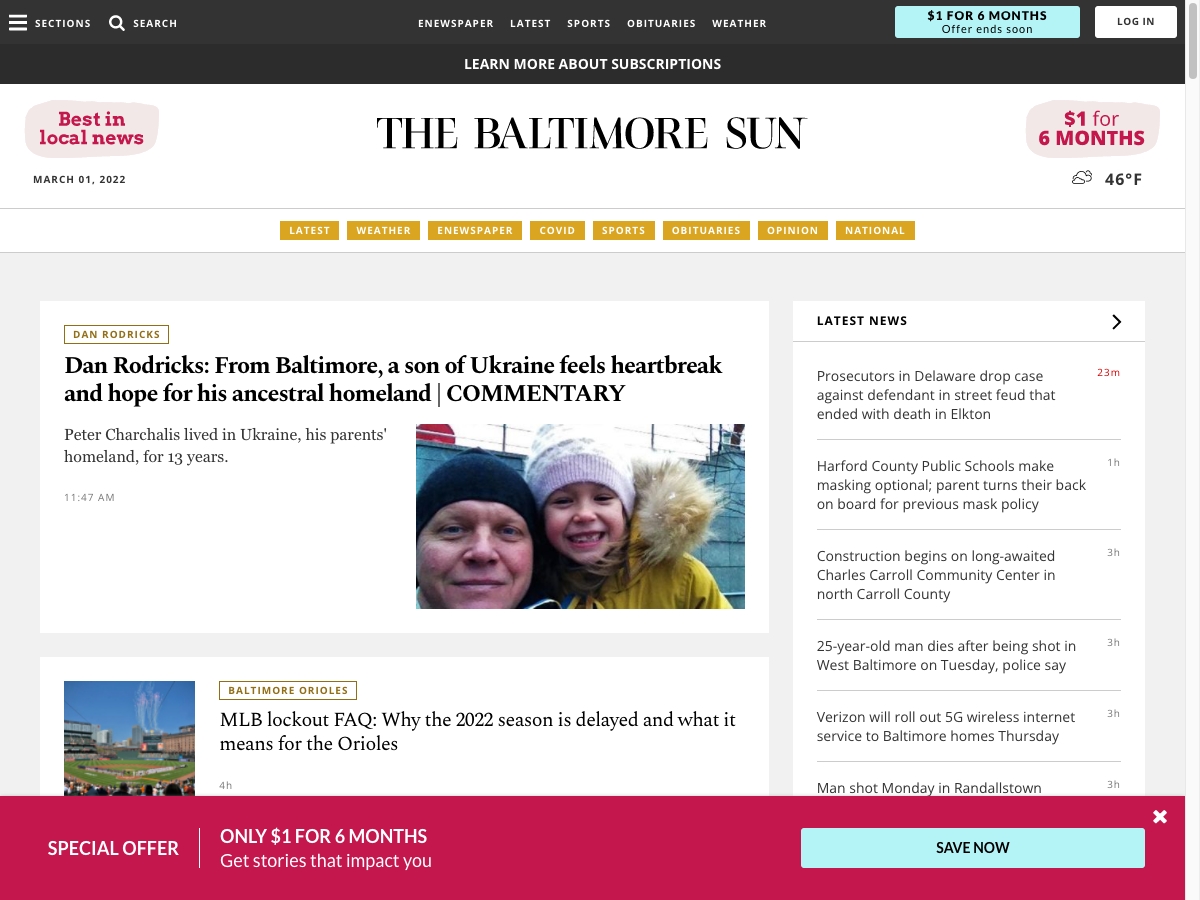 SECTIONS
SEARCH
ENEWSPAPER
LATEST
SPORTS
OBITUARIES
WEATHER
$1 FOR 6 MONTHS
Offer ends soon
LOG IN
LEARN MORE ABOUT SUBSCRIPTIONS
Best in
local news
THE BALTIMORE SUN
$1 for
6 MONTHS
MARCH 01, 2022
46°F
LATEST
WEATHER
ENEWSPAPER
COVID
SPORTS
OBITUARIES
OPINION
NATIONAL
DAN RODRICKS
Dan Rodricks: From Baltimore, a son of Ukraine feels heartbreak
and hope for his ancestral homeland | COMMENTARY
Peter Charchalis lived in Ukraine, his parents'
homeland, for 13 years.
11:47 AM
BALTIMORE ORIOLES
MLB lockout FAQ: Why the 2022 season is delayed and what it
means for the Orioles
4h
LATEST NEWS
Prosecutors in Delaware drop case
against defendant in street feud that
ended with death in Elkton
23m
Harford County Public Schools make
masking optional; parent turns their back
on board for previous mask policy
1h
Construction begins on long-awaited
Charles Carroll Community Center in
north Carroll County
3h
25-year-old man dies after being shot in
West Baltimore on Tuesday, police say
3h
Verizon will roll out 5G wireless internet
service to Baltimore homes Thursday
3h
Man shot Monday in Randallstown
3h
SPECIAL OFFER
ONLY $1 FOR 6 MONTHS
Get stories that impact you
SAVE NOW